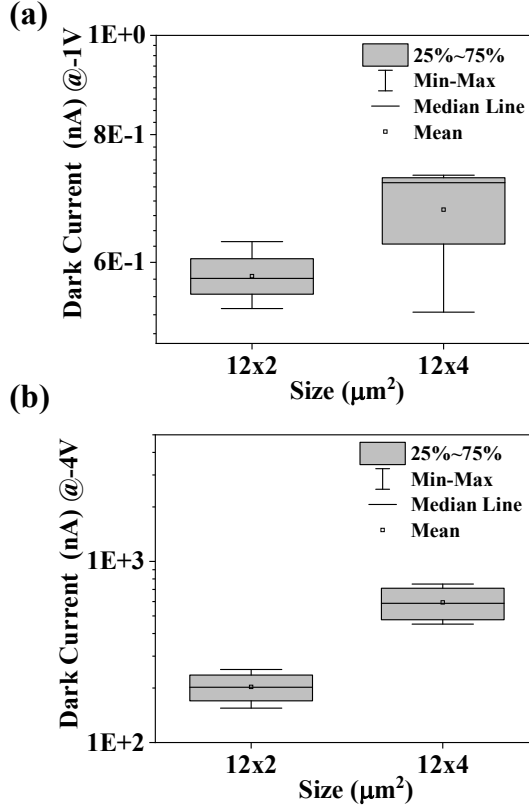 (a)
1E+0
8E-1
6E-1
Dark Current (nA) @-1V
25%~75%
Min-Max
Median Line
Mean
12x2
12x4
Size (μm²)
(b)
1E+3
1E+2
Dark Current (nA) @-4V
25%~75%
Min-Max
Median Line
Mean
12x2
12x4
Size (μm²)